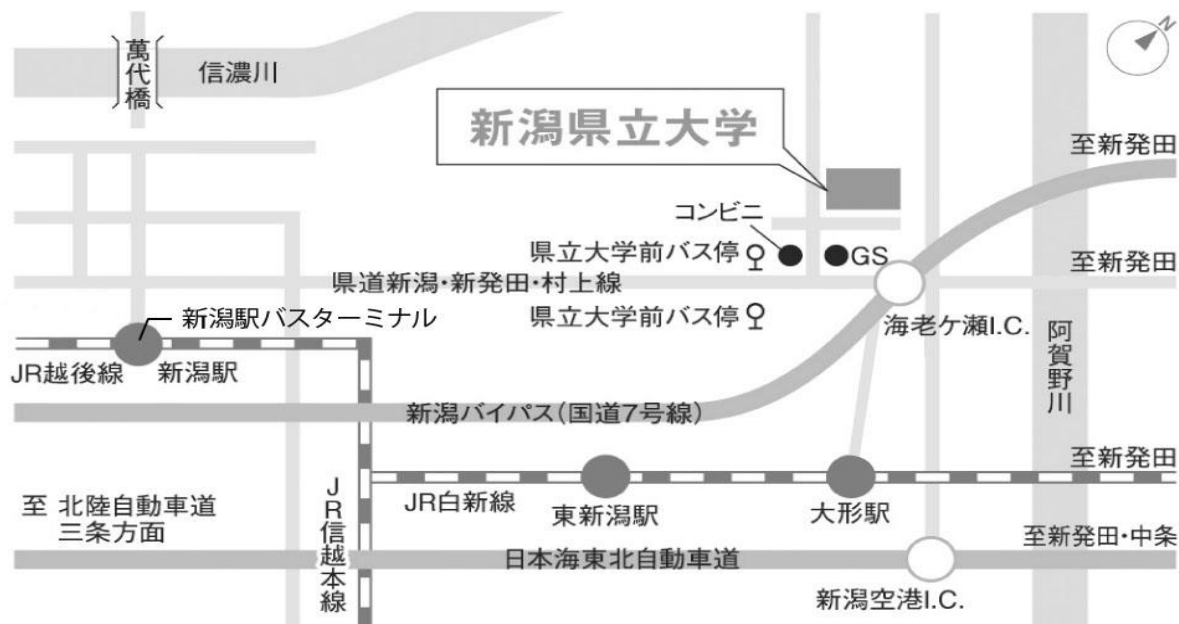 N
萬代橋
信濃川
新潟県立大学
至新発田
コンビニ
県立大学前バス停
GS
至新発田
県道新潟・新発田・村上線
新潟駅バスターミナル
県立大学前バス停
海老ケ瀬I.C.
阿賀野川
JR越後線
新潟駅
新潟バイパス(国道7号線)
至新発田
JR信越本線
JR白新線
東新潟駅
大形駅
至 北陸自動車道
三条方面
至新発田・中条
日本海東北自動車道
新潟空港I.C.